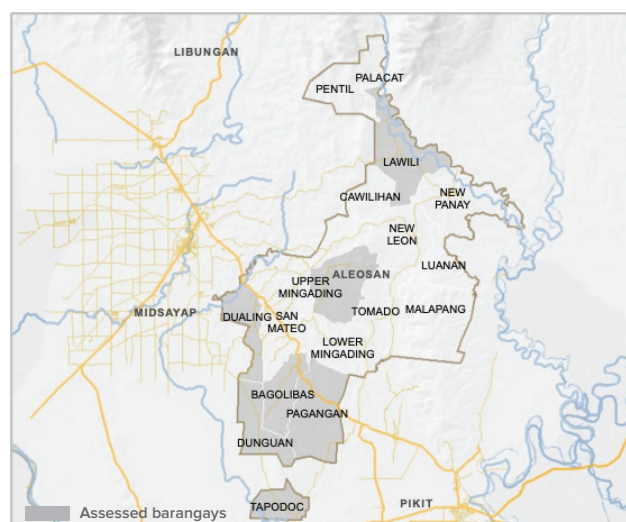 LIBUNGAN
PALACAT
PENTIL
LAWILI
CAWILIHAN
NEW
PANAY
NEW
LEON
LUANAN
ALEOSAN
UPPER
MINGADING
MIDSAYAP
DUALING
SAN
MATEO
TOMADO
MALAPANG
LOWER
MINGADING
BAGOLIBAS
PAGANGAN
DUNGUAN
TAPODOC
PIKIT
Assessed barangays